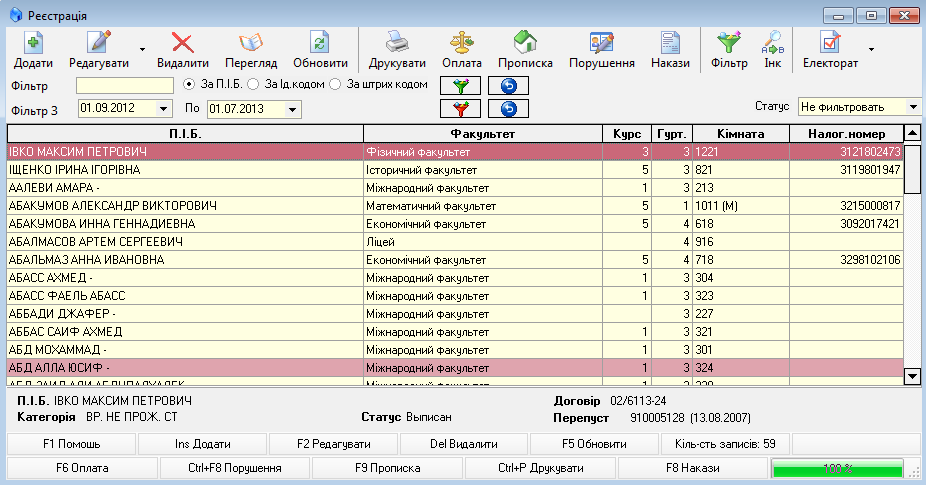 Реєстрація
Додати Редагувати Видалити Перегляд Обновити Друкувати Оплата Прописка Порушення Накази Фільтр Інк Електорат
Фільтр За П.І.Б. За Ід.кодом За штрих кодом
Фільтр З 01.09.2012 По 01.07.2013 Статус Не фильтровать
П.І.Б. Факультет Курс Гурт. Кімната Налог.номер
ІВКО МАКСИМ ПЕТРОВИЧ Фізичний факультет 3 3 1221 3121802473
ІЩЕНКО ІРИНА ІГОРІВНА Історичний факультет 5 3 821 3119801947
ААЛЕВИ АМАРА - Міжнародний факультет 1 3 213
АБАКУМОВ АЛЕКСАНДР ВИКТОРОВИЧ Математичний факультет 5 1 1011 (М) 3215000817
АБАКУМОВА ИННА ГЕННАДИЕВНА Економічний факультет 5 4 618 3092017421
АБАЛМАСОВ АРТЕМ СЕРГЕЕВИЧ Ліцей 4 916
АБАЛЬМАЗ АННА ИВАНОВНА Економічний факультет 5 4 718 3298102106
АБАСС АХМЕД - Міжнародний факультет 1 3 304
АБАСС ФАЕЛЬ АБАСС Міжнародний факультет 1 3 323
АББАДИ ДЖАФЕР - Міжнародний факультет 3 227
АББАС САИФ АХМЕД Міжнародний факультет 1 3 321
АБД МОХАММАД - Міжнародний факультет 1 3 301
АБД АЛЛА ЮСИФ - Міжнародний факультет 1 3 324
П.І.Б. ІВКО МАКСИМ ПЕТРОВИЧ Договір 02/6113-24
Категорія ВР. НЕ ПРОЖ. СТ Статус Выписан Перепуст 910005128 (13.08.2007)
F1 Помошь Ins Додати F2 Редагувати Del Видалити F5 Обновити Кіль-сть записів: 59
F6 Оплата Ctrl+F8 Порушення F9 Прописка Ctrl+P Друкувати F8 Накази 100 %